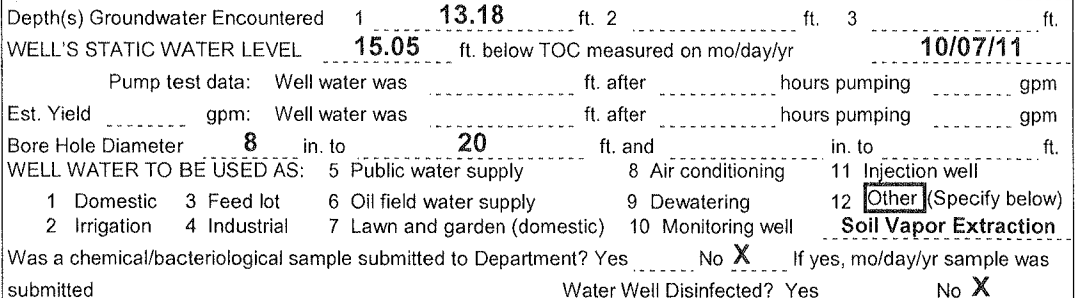 Depth(s) Groundwater Encountered 1 13.18 ft. 2 ft. 3 ft.
WELL'S STATIC WATER LEVEL 15.05 ft. below TOC measured on mo/day/yr 10/07/11
Pump test data: Well water was ft. after hours pumping gpm
Est. Yield gpm: Well water was ft. after hours pumping gpm
Bore Hole Diameter 8 in. to 20 ft. and in. to ft.
WELL WATER TO BE USED AS: 5 Public water supply 8 Air conditioning 11 Injection well
1 Domestic 3 Feed lot 6 Oil field water supply 9 Dewatering 12 Other (Specify below)
2 Irrigation 4 Industrial 7 Lawn and garden (domestic) 10 Monitoring well Soil Vapor Extraction
Was a chemical/bacteriological sample submitted to Department? Yes No X If yes, mo/day/yr sample was
submitted Water Well Disinfected? Yes No X